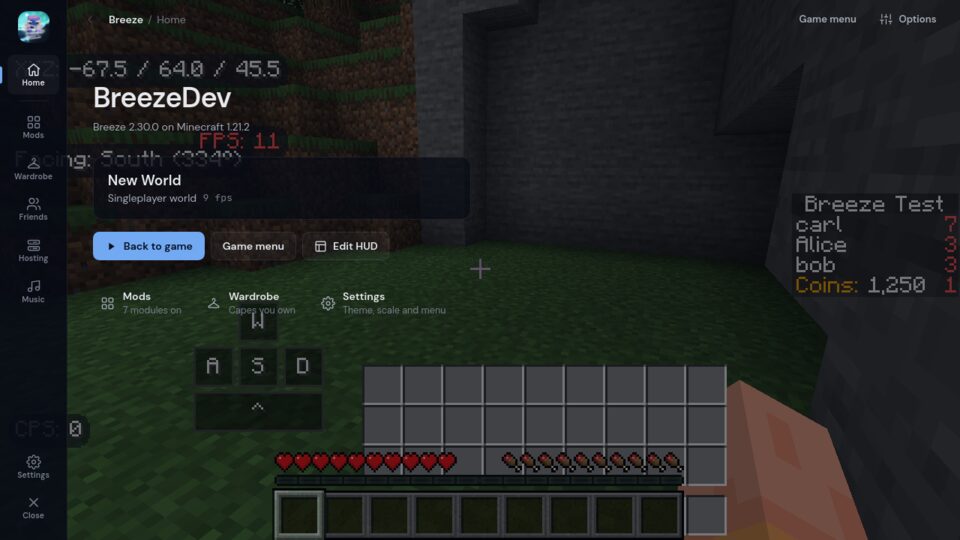 Breeze / Home
Game menu
Options
XYZ: -67.5 / 64.0 / 45.5
Home
BreezeDev
Breeze 2.30.0 on Minecraft 1.21.2
Mods
FPS: 11
Facing: South (334°)
Wardrobe
New World
Singleplayer world 9 fps
Friends
Breeze Test
carl 7
Alice 3
bob 3
Coins: 1,250 1
Hosting
Back to game
Game menu
Edit HUD
Music
Mods
7 modules on
Wardrobe
Capes you own
Settings
Theme, scale and menu
W
A S D
^
CPS: 0
Settings
Close